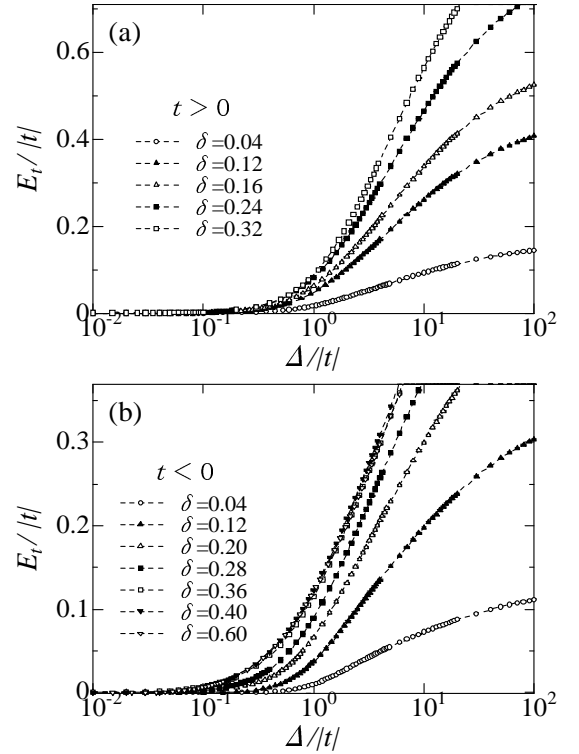 (a)
t > 0
δ=0.04
δ=0.12
δ=0.16
δ=0.24
δ=0.32
E_t / |t|
0.6
0.4
0.2
0
10^-2 10^-1 10^0 10^1 10^2
Δ/|t|
(b)
t < 0
δ=0.04
δ=0.12
δ=0.20
δ=0.28
δ=0.36
δ=0.40
δ=0.60
E_t / |t|
0.3
0.2
0.1
0
10^-2 10^-1 10^0 10^1 10^2
Δ/|t|